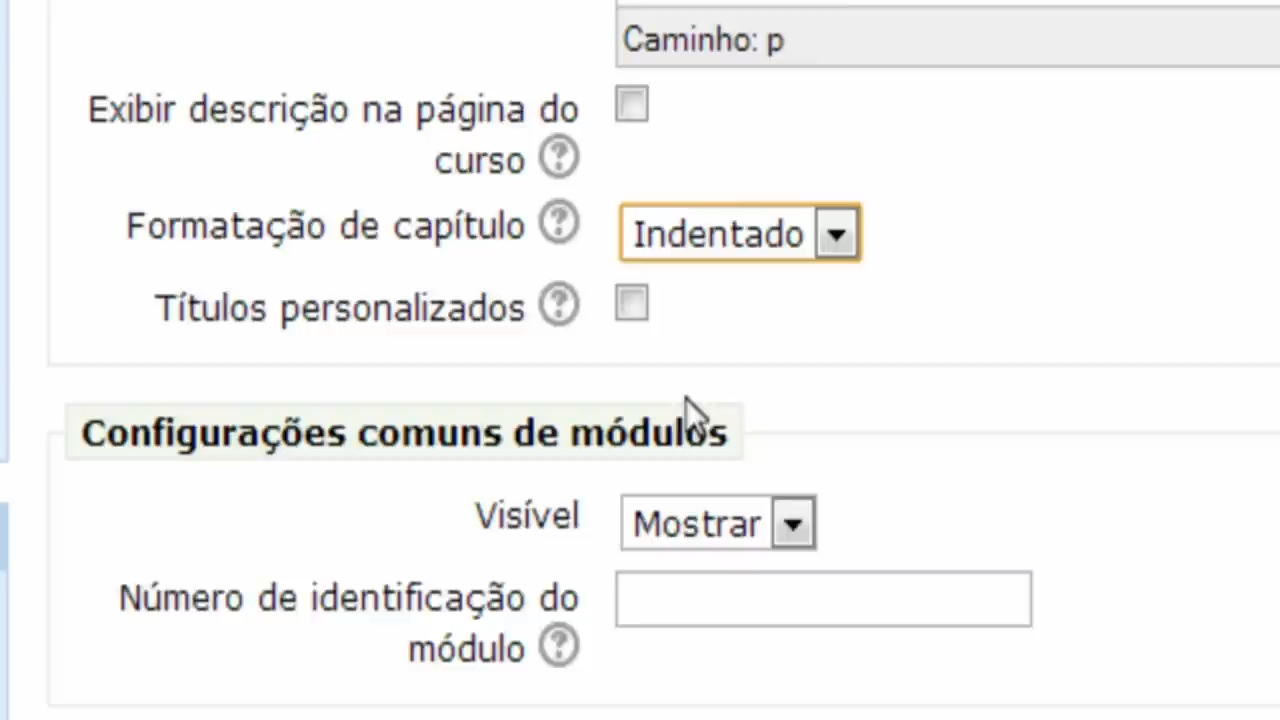 Caminho: p
Exibir descrição na página do
curso
Formatação de capítulo Indentado
Títulos personalizados
Configurações comuns de módulos
Visível Mostrar
Número de identificação do
módulo